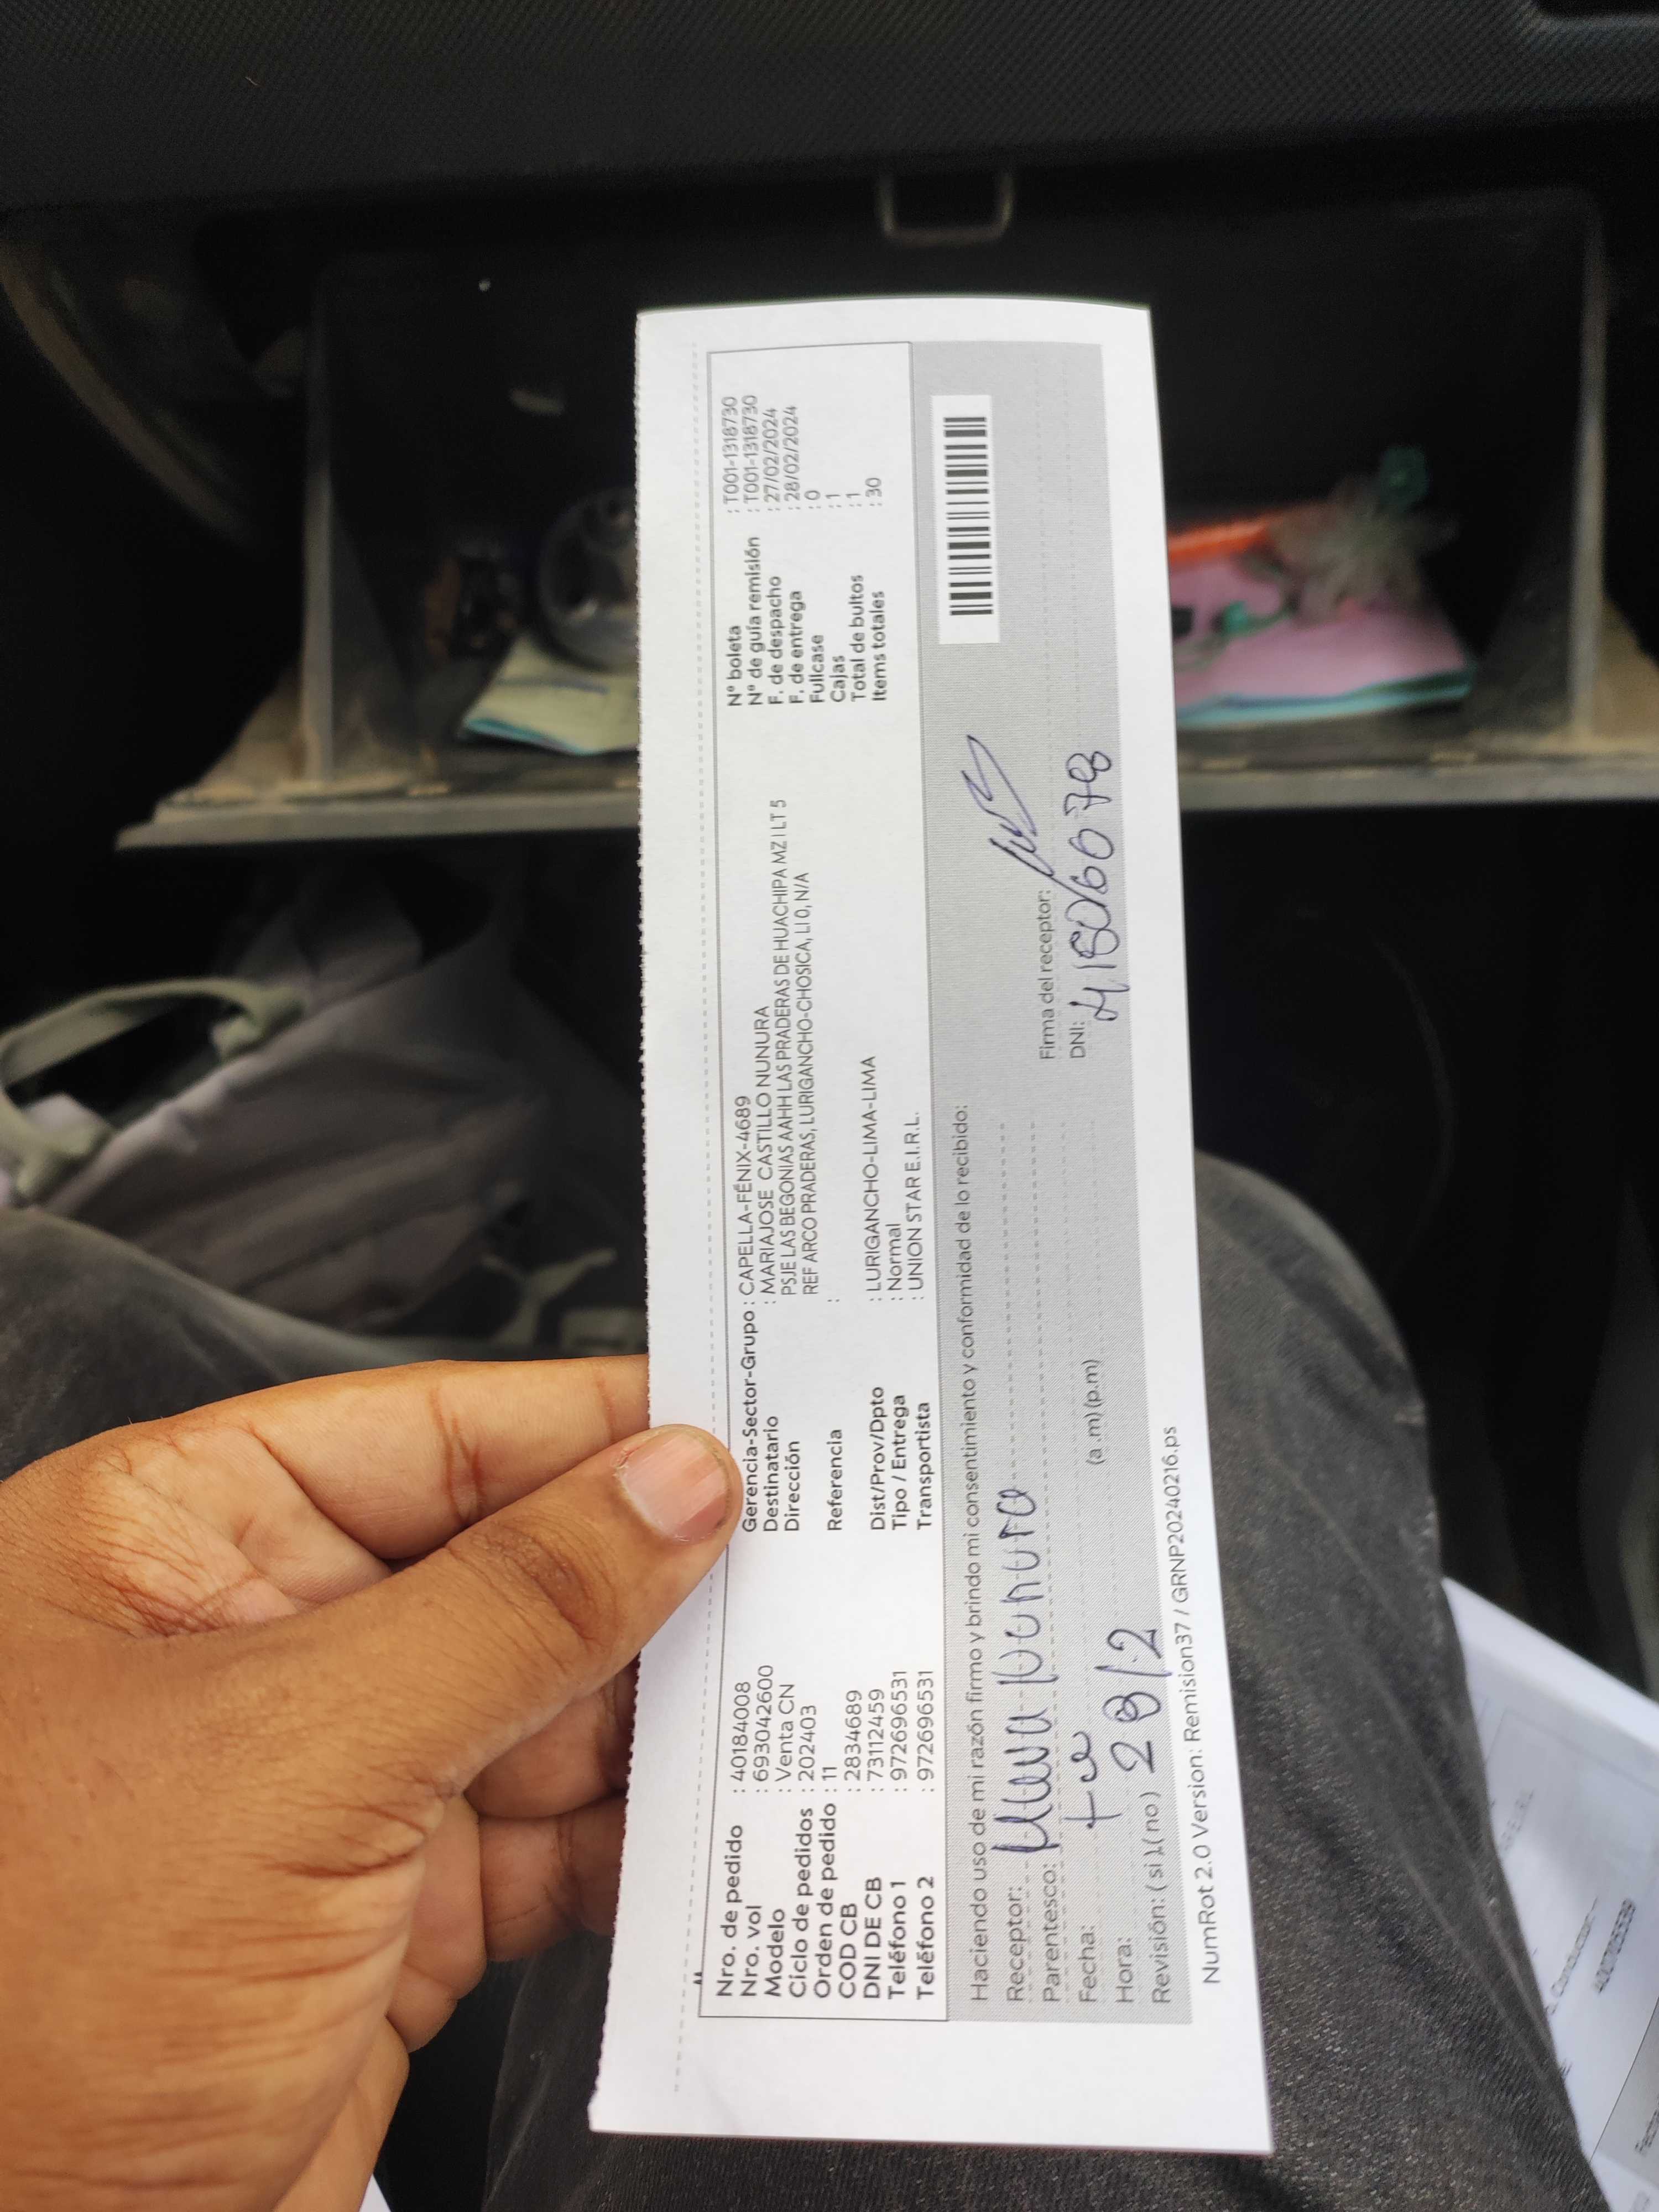 Nro. de pedido : 40184008
Nro. vol : 693042600
Modelo : Venta CN
Ciclo de pedidos : 202403
Orden de pedido : 11
COD CB : 2834689
DNI DE CB : 73112459
Teléfono 1 : 972696531
Teléfono 2 : 972696531
Gerencia-Sector-Grupo : CAPELLA-FÉNIX-4689
Destinatario : MARIAJOSE CASTILLO NUNURA
Dirección PSJE LAS BEGONIAS AAHH LAS PRADERAS DE HUACHIPA MZ I LT 5
REF ARCO PRADERAS, LURIGANCHO-CHOSICA, LI 0, N/A
Referencia :
Dist/Prov/Dpto : LURIGANCHO-LIMA-LIMA
Tipo / Entrega : Normal
Transportista : UNION STAR E.I.R.L.
N° boleta : T001-1318730
N° de guía remisión : T001-1318730
F. de despacho : 27/02/2024
F. de entrega : 28/02/2024
Fullcase : 0
Cajas : 1
Total de bultos : 1
Items totales : 30
Haciendo uso de mi razón firmo y brindo mi consentimiento y conformidad de lo recibido:
Receptor: Nunura
Parentesco:
Fecha: 28/2
Hora: (a .m) (p.m)
Revisión: ( si ) ( no )
Firma del receptor:
DNI: 41506678
NumRot 2.0 Version: Remision37 / GRNP20240216.ps